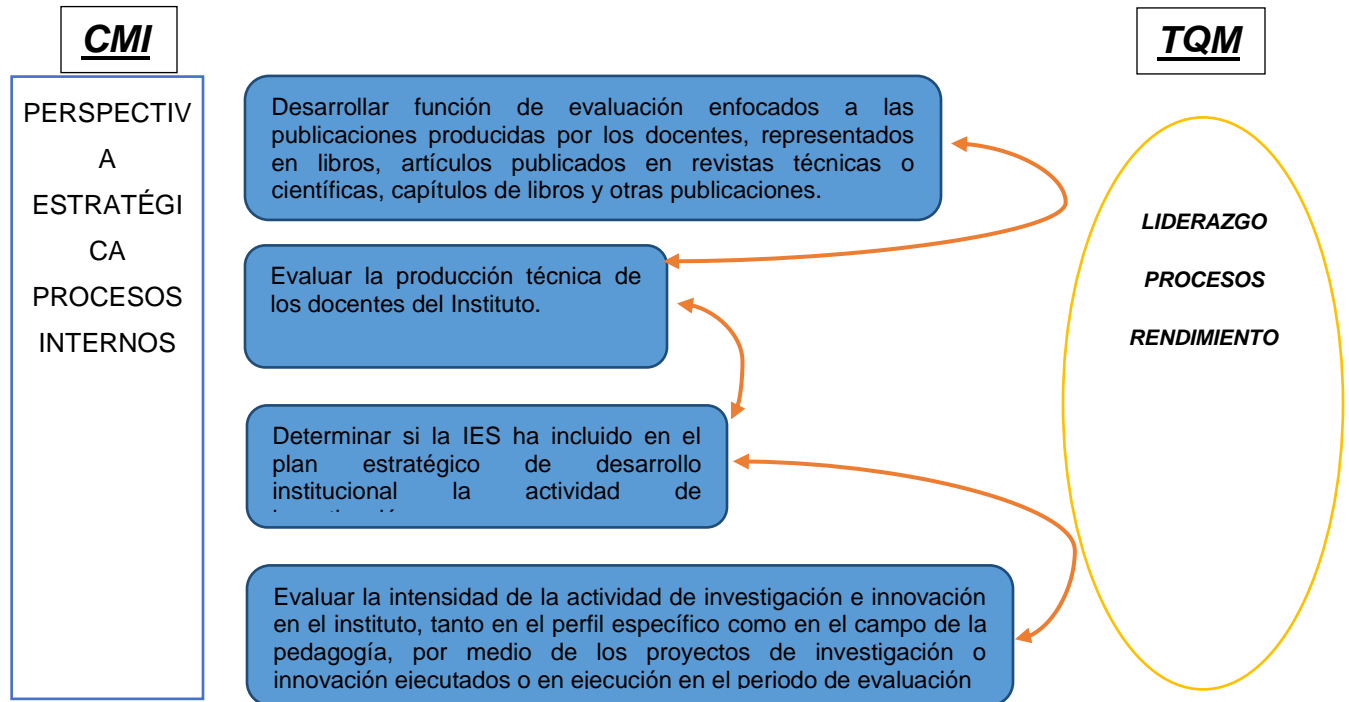 CMI
TQM
PERSPECTIV
A
ESTRATÉGI
CA
PROCESOS
INTERNOS
Desarrollar función de evaluación enfocados a las
publicaciones producidas por los docentes, representados
en libros, artículos publicados en revistas técnicas o
científicas, capítulos de libros y otras publicaciones.
Evaluar la producción técnica de
los docentes del Instituto.
Determinar si la IES ha incluido en el
plan estratégico de desarrollo
institucional la actividad de
Evaluar la intensidad de la actividad de investigación e innovación
en el instituto, tanto en el perfil específico como en el campo de la
pedagogía, por medio de los proyectos de investigación o
innovación ejecutados o en ejecución en el periodo de evaluación
LIDERAZGO
PROCESOS
RENDIMIENTO